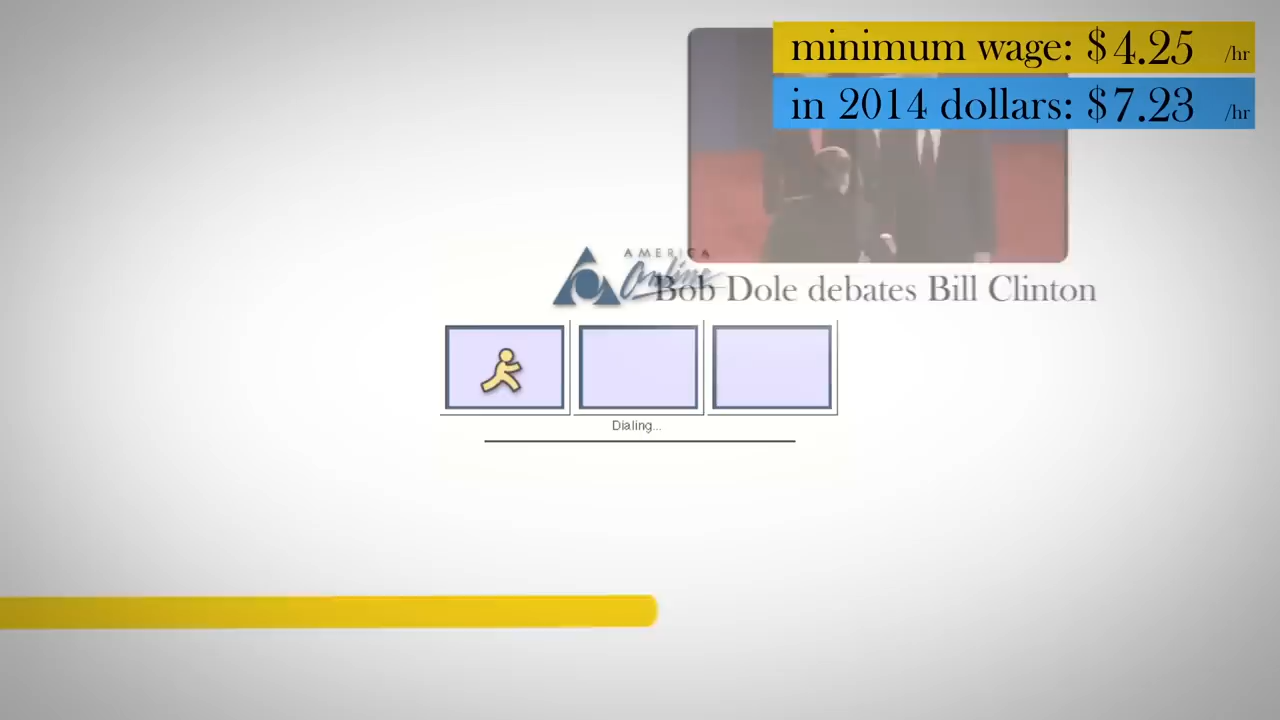 minimum wage: $4.25 /hr
in 2014 dollars: $7.23 /hr
AMERICA
Online
Bob Dole debates Bill Clinton
Dialing...